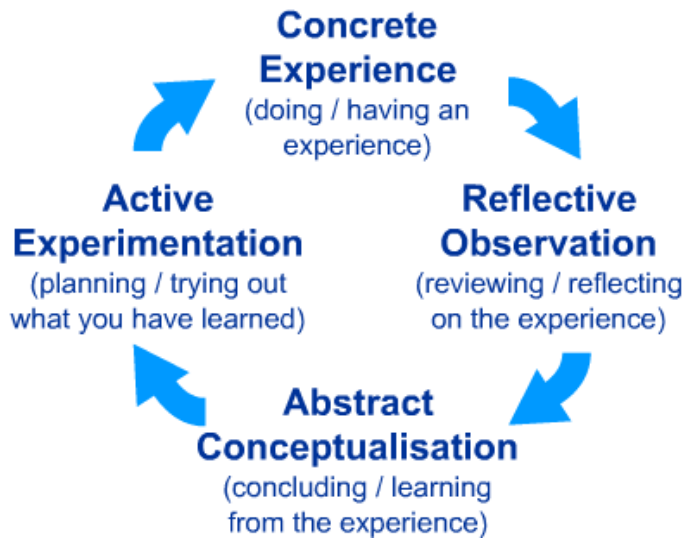 Concrete
Experience
(doing / having an
experience)
Reflective
Observation
(reviewing / reflecting
on the experience)
Abstract
Conceptualisation
(concluding / learning
from the experience)
Active
Experimentation
(planning / trying out
what you have learned)